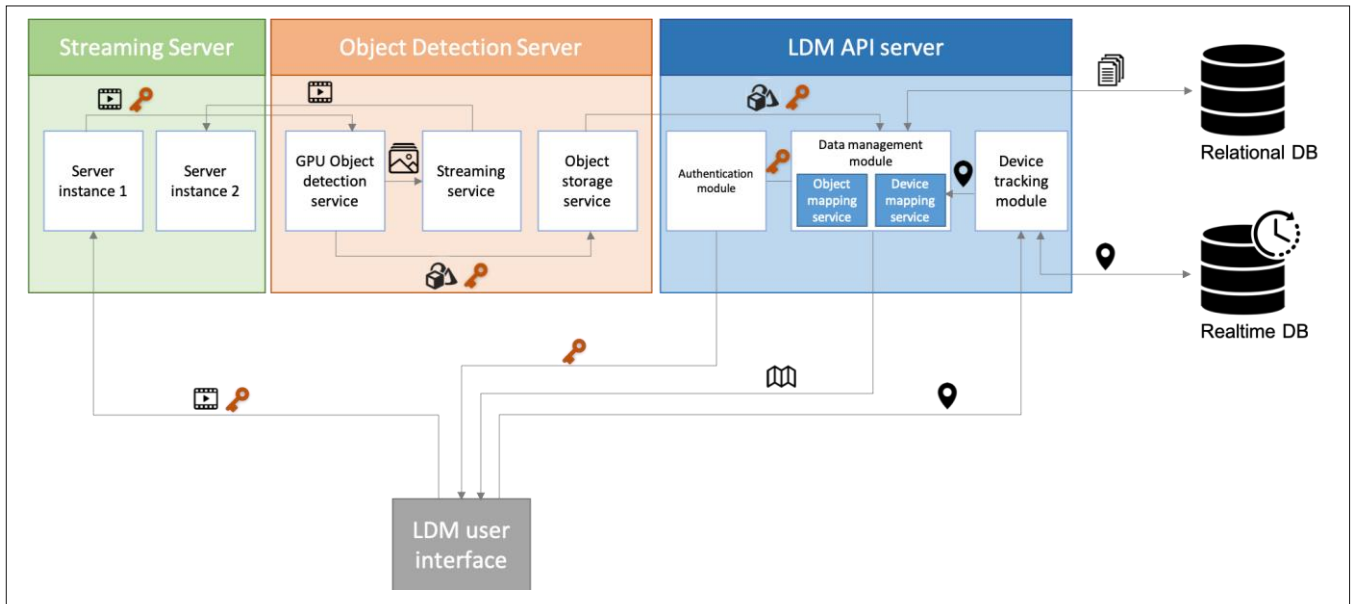 Streaming Server
Object Detection Server
LDM API server
Server
instance 1
Server
instance 2
GPU Object
detection
service
Streaming
service
Object
storage
service
Authentication
module
Data management
module
Object
mapping
service
Device
mapping
service
Device
tracking
module
Relational DB
Realtime DB
LDM user
interface